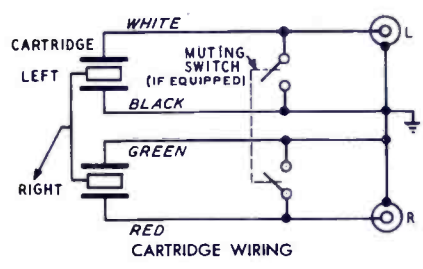 WHITE
L
CARTRIDGE
MUTING
SWITCH
(IF EQUIPPED)
LEFT
BLACK
GREEN
RIGHT
R
RED
CARTRIDGE WIRING